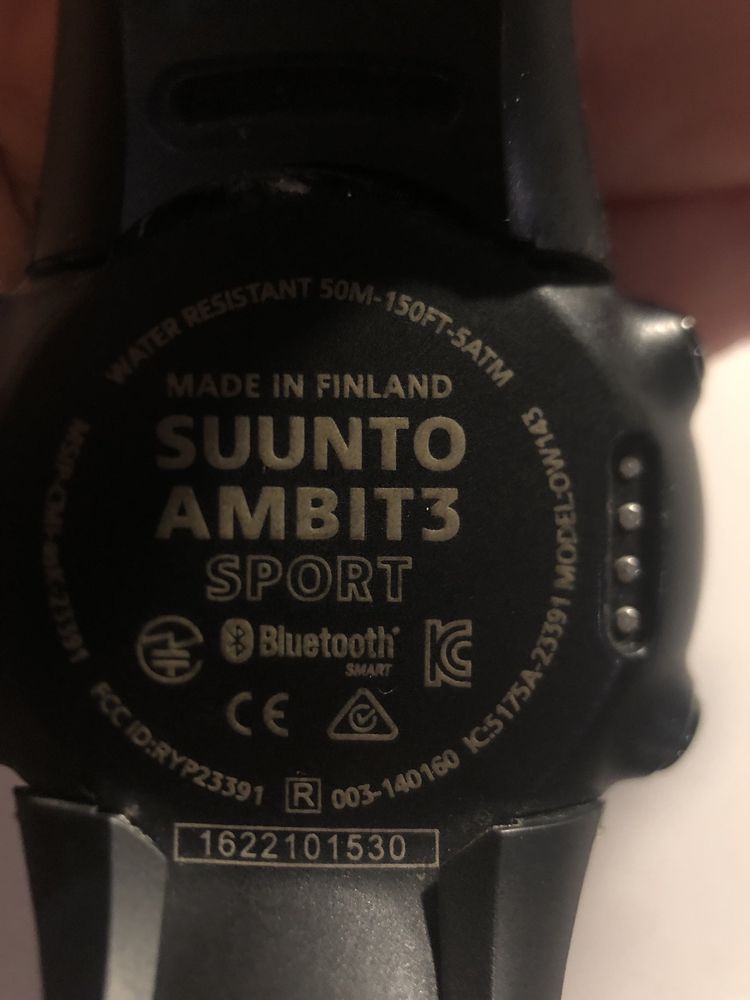 WATER RESISTANT 50M-150FT-5ATM
MADE IN FINLAND
SUUNTO
AMBIT3
SPORT
Bluetooth
SMART
CE
FCC ID:RYP23391
R 003-140160
IC:5175A-23391 MODEL:OW143
1622101530